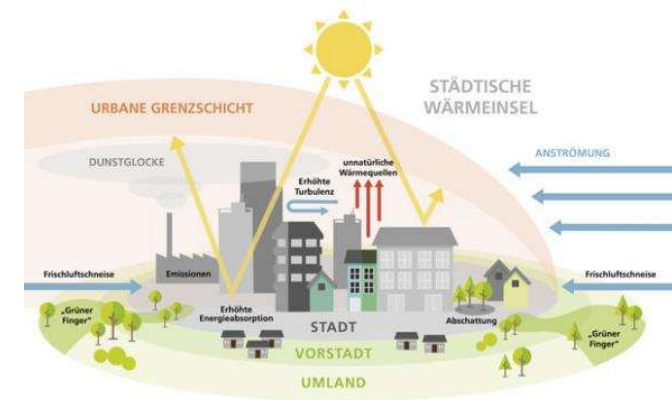 STÄDTISCHE
WÄRMEINSEL
URBANE GRENZSCHICHT
DUNSTGLOCKE
unnatürliche
Wärmequellen
ANSTRÖMUNG
Erhöhte
Turbulenz
Frischluftschneise
Emissionen
Frischluftschneise
„Grüner
Finger“
Erhöhte
Energieabsorption
Abschattung
„Grüner
Finger“
STADT
VORSTADT
UMLAND